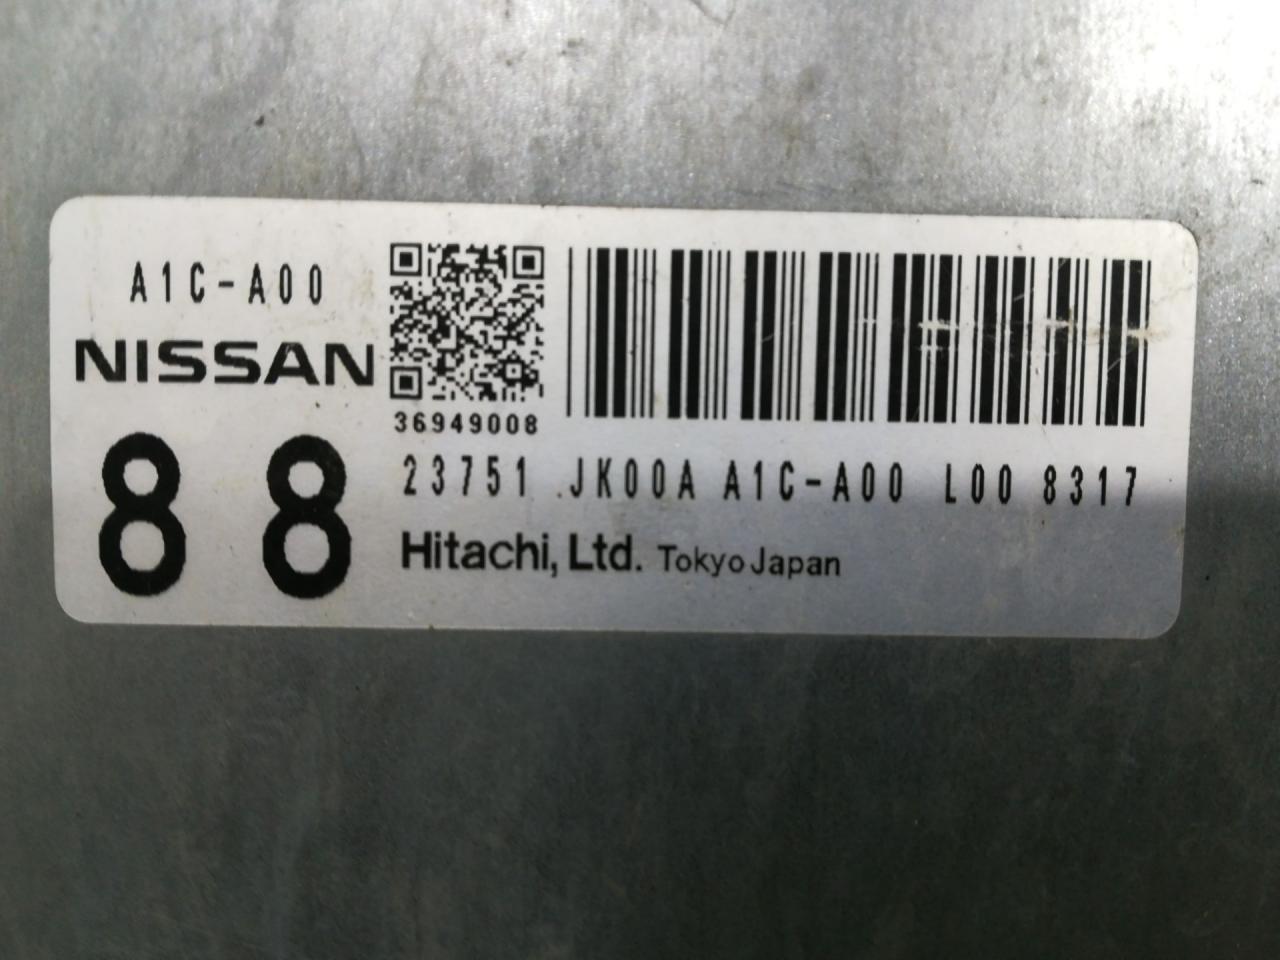 A1C-A00
NISSAN
36949008
88
23751 JK00A A1C-A00 L00 8317
Hitachi, Ltd. Tokyo Japan